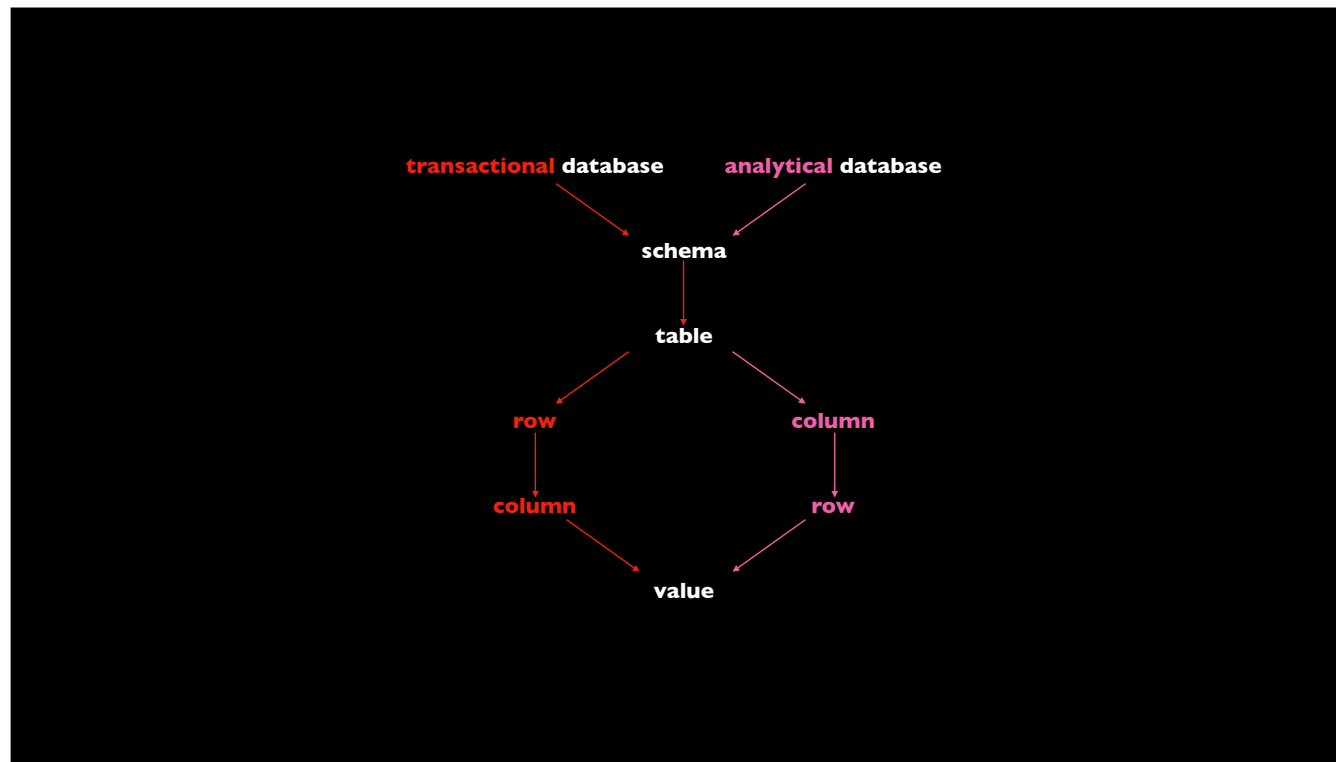 transactional database analytical database
schema
table
row column
column row
value